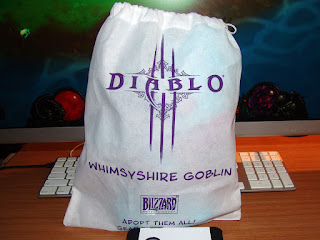 DIABLO
III
WHIMSYSHIRE GOBLIN
BLIZZARD
ADOPT THEM ALL!